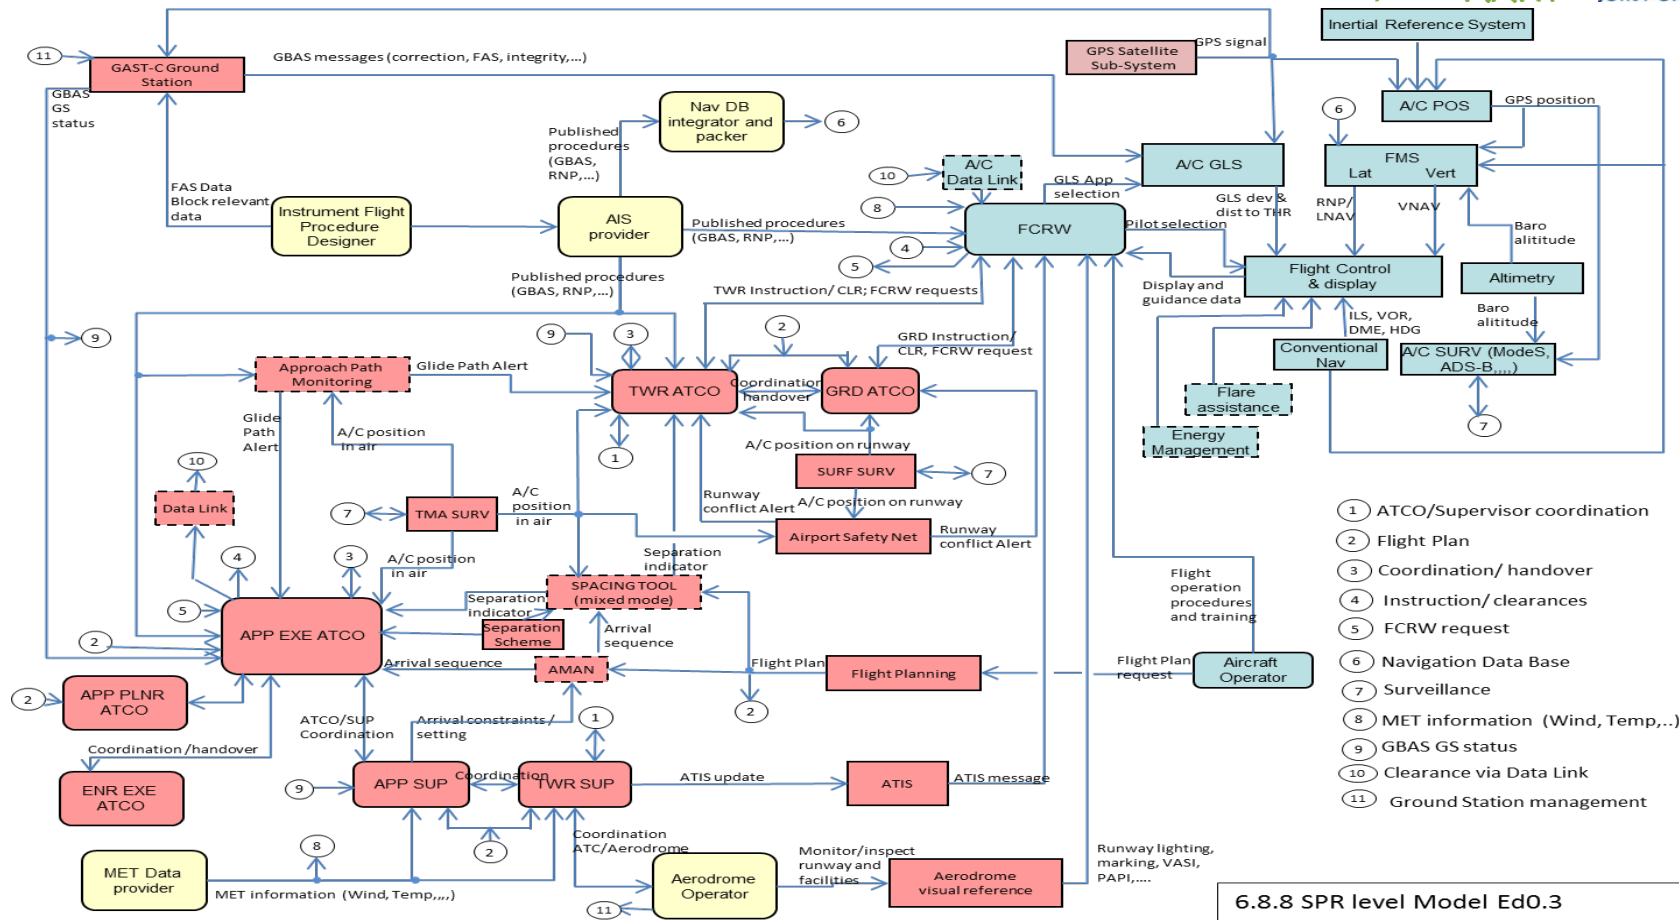 Inertial Reference System
11
GBAS messages (correction, FAS, integrity,...)
GPS Satellite
Sub-System
GPS signal
GAST-C Ground
Station
GBAS
GS
status
Nav DB
integrator and
packer
6
6
A/C POS
GPS position
Published
procedures
(GBAS,
RNP,...)
A/C
Data Link
10
A/C GLS
FMS
Lat
Vert
FAS Data
Block relevant
data
Instrument Flight
Procedure
Designer
AIS
provider
8
GLS App
selection
GLS dev &
dist to THR
RNP/
LNAV
VNAV
Published procedures
(GBAS, RNP,...)
FCRW
Pilot selection
Baro
alititude
4
5
Published procedures
(GBAS, RNP,...)
Flight Control
& display
Altimetry
TWR Instruction/ CLR; FCRW requests
Display and
guidance data
9
9
3
2
GRD Instruction/
CLR, FCRW request
ILS, VOR,
DME, HDG
Baro
alititude
Conventional
Nav
A/C SURV (ModeS,
ADS-B,,,,)
Approach Path
Monitoring
Glide Path Alert
TWR ATCO
Coordination
handover
GRD ATCO
Flare
assistance
Glide
Path
Alert
A/C position
in air
Energy
Management
7
10
1
A/C position on runway
SURF SURV
7
Data Link
7
TMA SURV
A/C
position
in air
Runway
conflict Alert
A/C position on runway
Airport Safety Net
Runway
conflict Alert
4
3
A/C position
in air
Separation
indicator
5
APP EXE ATCO
Separation
indicator
SPACING TOOL
(mixed mode)
Flight
operation
procedures
and training
2
Separation
Scheme
Arrival
sequence
Arrival sequence
AMAN
Flight Plan
Flight Planning
Flight Plan
request
Aircraft
Operator
2
APP PLNR
ATCO
2
ATCO/SUP
Coordination
Arrival constraints /
setting
1
Coordination /handover
ENR EXE
ATCO
9
APP SUP
Coordination
TWR SUP
ATIS update
ATIS
ATIS message
8
2
Coordination
ATC/Aerodrome
MET Data
provider
MET information (Wind, Temp,,,,)
Aerodrome
Operator
11
Monitor/inspect
runway and
facilities
Aerodrome
visual reference
Runway lighting,
marking, VASI,
PAPI,....
1 ATCO/Supervisor coordination
2 Flight Plan
3 Coordination/ handover
4 Instruction/ clearances
5 FCRW request
6 Navigation Data Base
7 Surveillance
8 MET information (Wind, Temp,..)
9 GBAS GS status
10 Clearance via Data Link
11 Ground Station management
6.8.8 SPR level Model Ed0.3